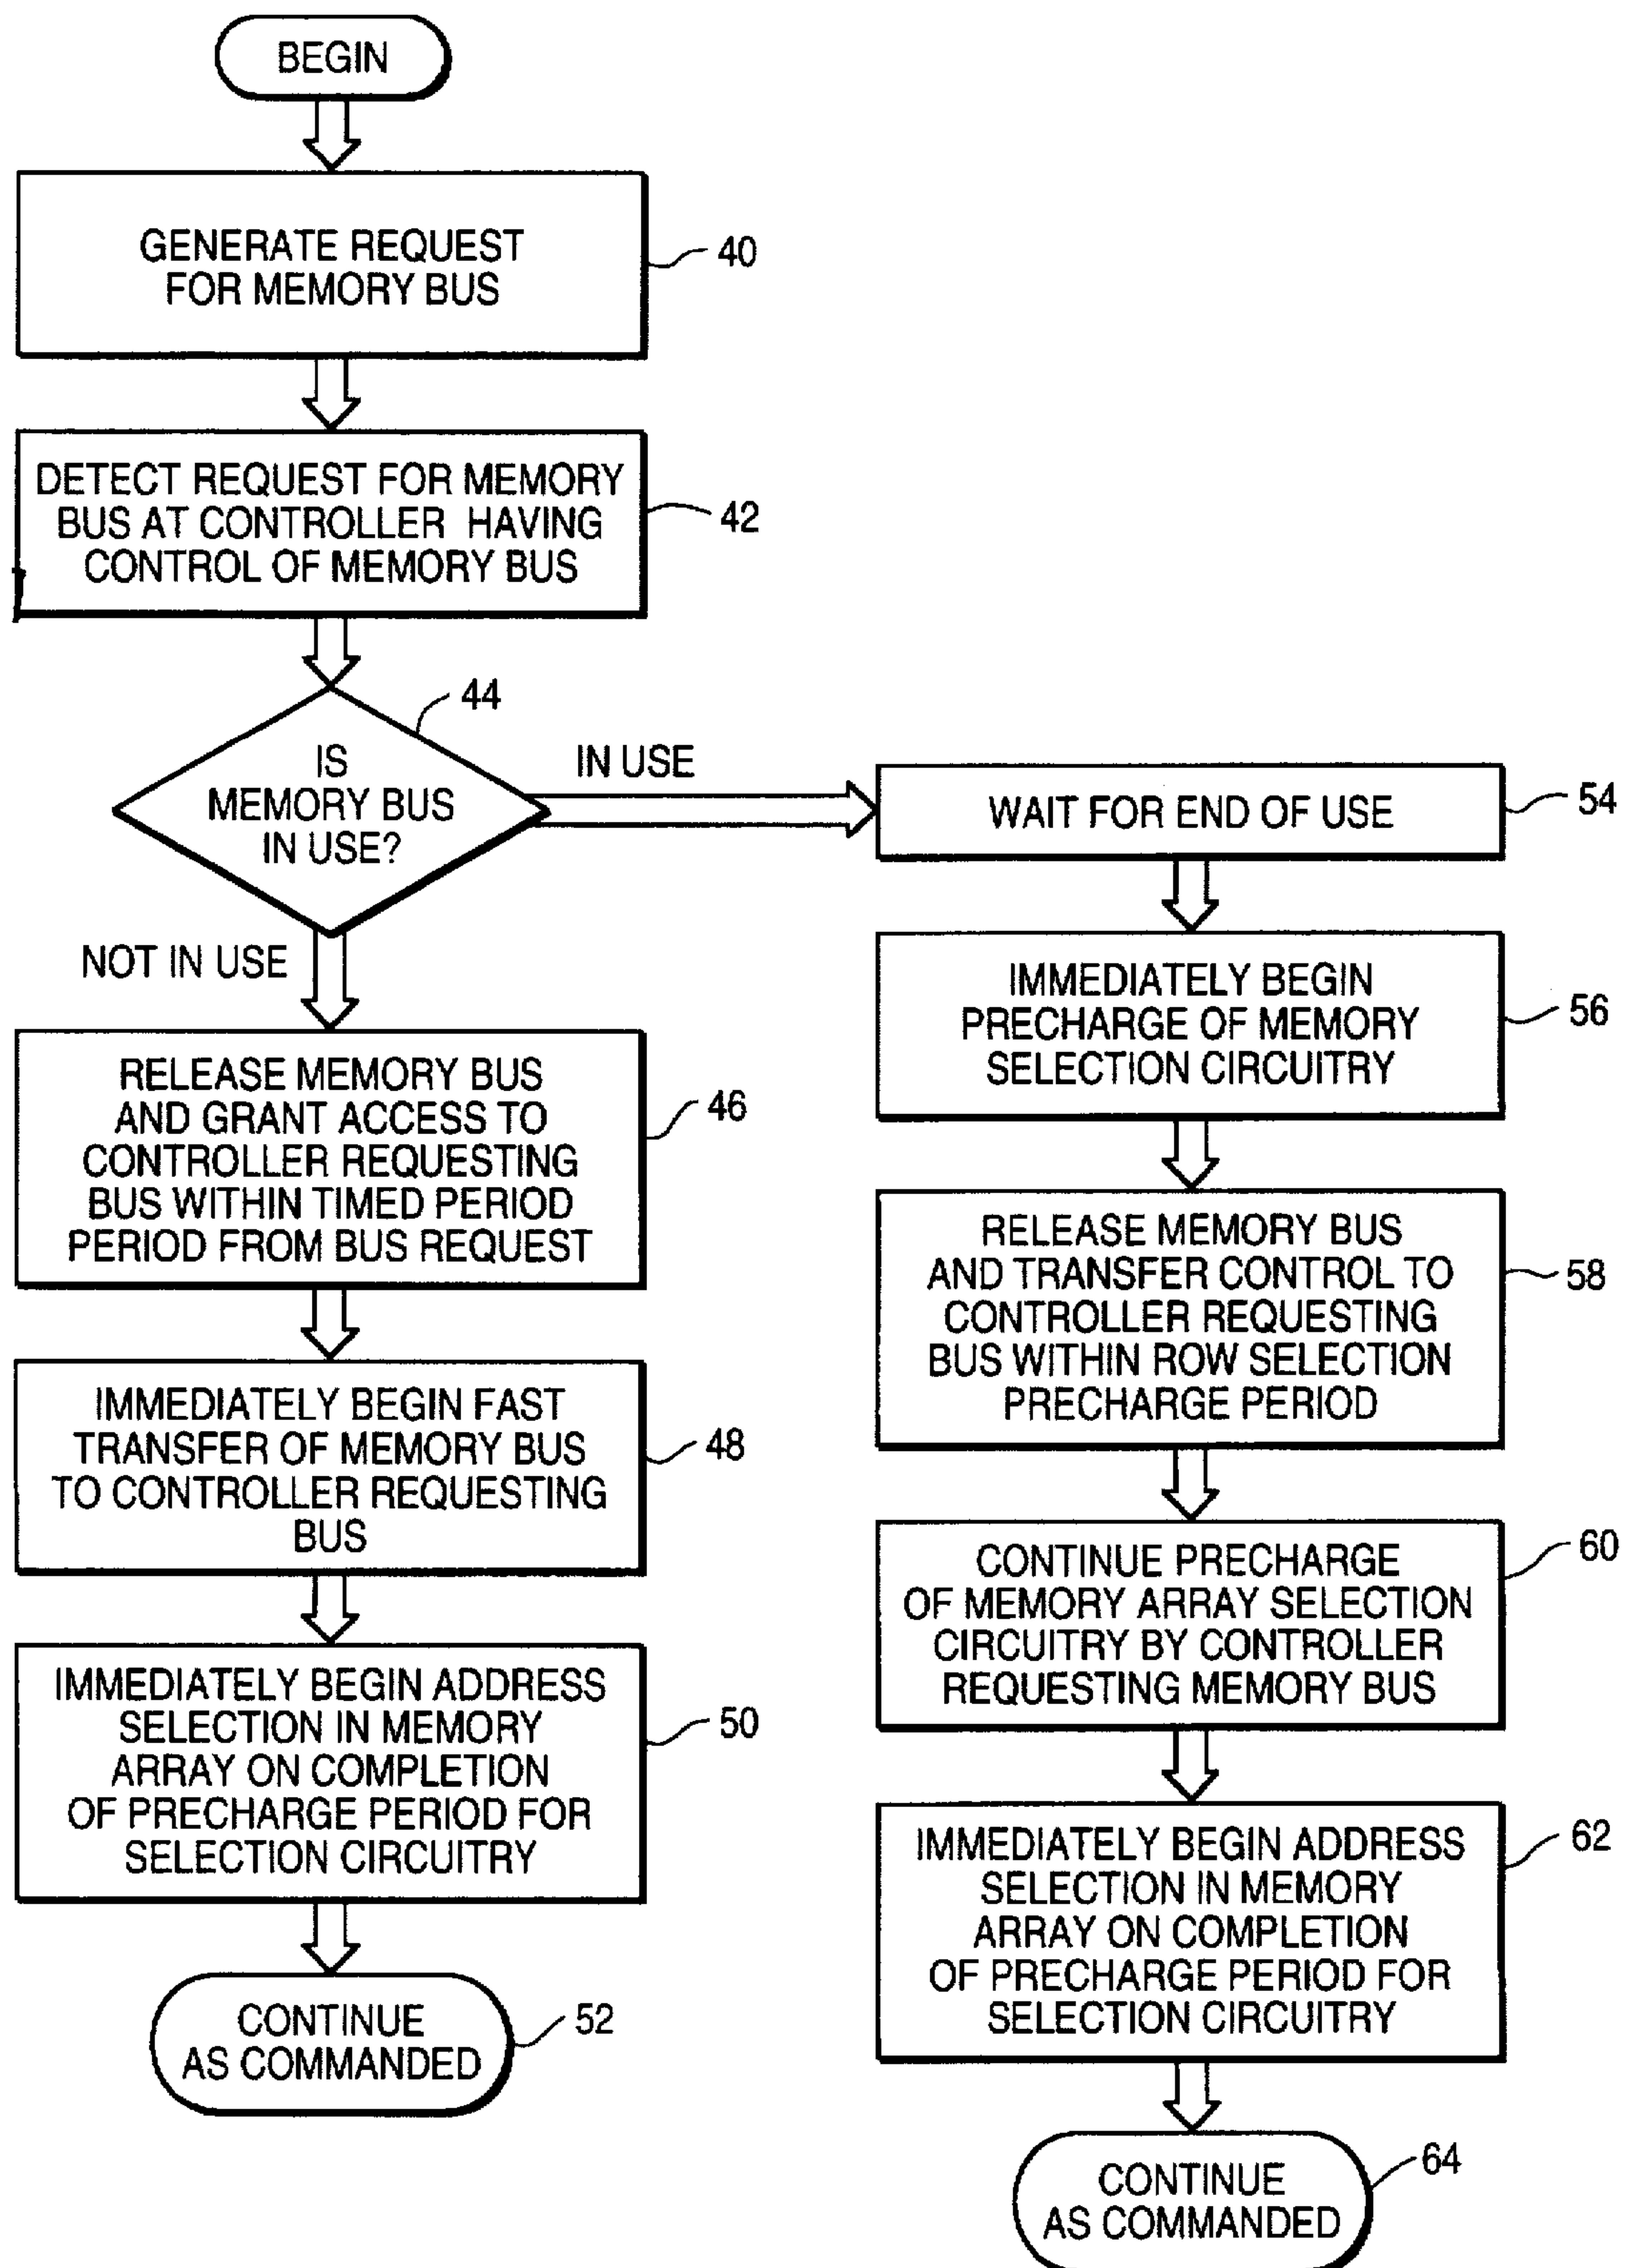 BEGIN
GENERATE REQUEST
FOR MEMORY BUS
40
DETECT REQUEST FOR MEMORY
BUS AT CONTROLLER HAVING
CONTROL OF MEMORY BUS
42
44
IS
MEMORY BUS
IN USE?
IN USE
NOT IN USE
RELEASE MEMORY BUS
AND GRANT ACCESS TO
CONTROLLER REQUESTING
BUS WITHIN TIMED PERIOD
PERIOD FROM BUS REQUEST
46
IMMEDIATELY BEGIN FAST
TRANSFER OF MEMORY BUS
TO CONTROLLER REQUESTING
BUS
48
IMMEDIATELY BEGIN ADDRESS
SELECTION IN MEMORY
ARRAY ON COMPLETION
OF PRECHARGE PERIOD FOR
SELECTION CIRCUITRY
50
CONTINUE
AS COMMANDED
52
WAIT FOR END OF USE
54
IMMEDIATELY BEGIN
PRECHARGE OF MEMORY
SELECTION CIRCUITRY
56
RELEASE MEMORY BUS
AND TRANSFER CONTROL TO
CONTROLLER REQUESTING
BUS WITHIN ROW SELECTION
PRECHARGE PERIOD
58
CONTINUE PRECHARGE
OF MEMORY ARRAY SELECTION
CIRCUITRY BY CONTROLLER
REQUESTING MEMORY BUS
60
IMMEDIATELY BEGIN ADDRESS
SELECTION IN MEMORY
ARRAY ON COMPLETION
OF PRECHARGE PERIOD FOR
SELECTION CIRCUITRY
62
CONTINUE
AS COMMANDED
64